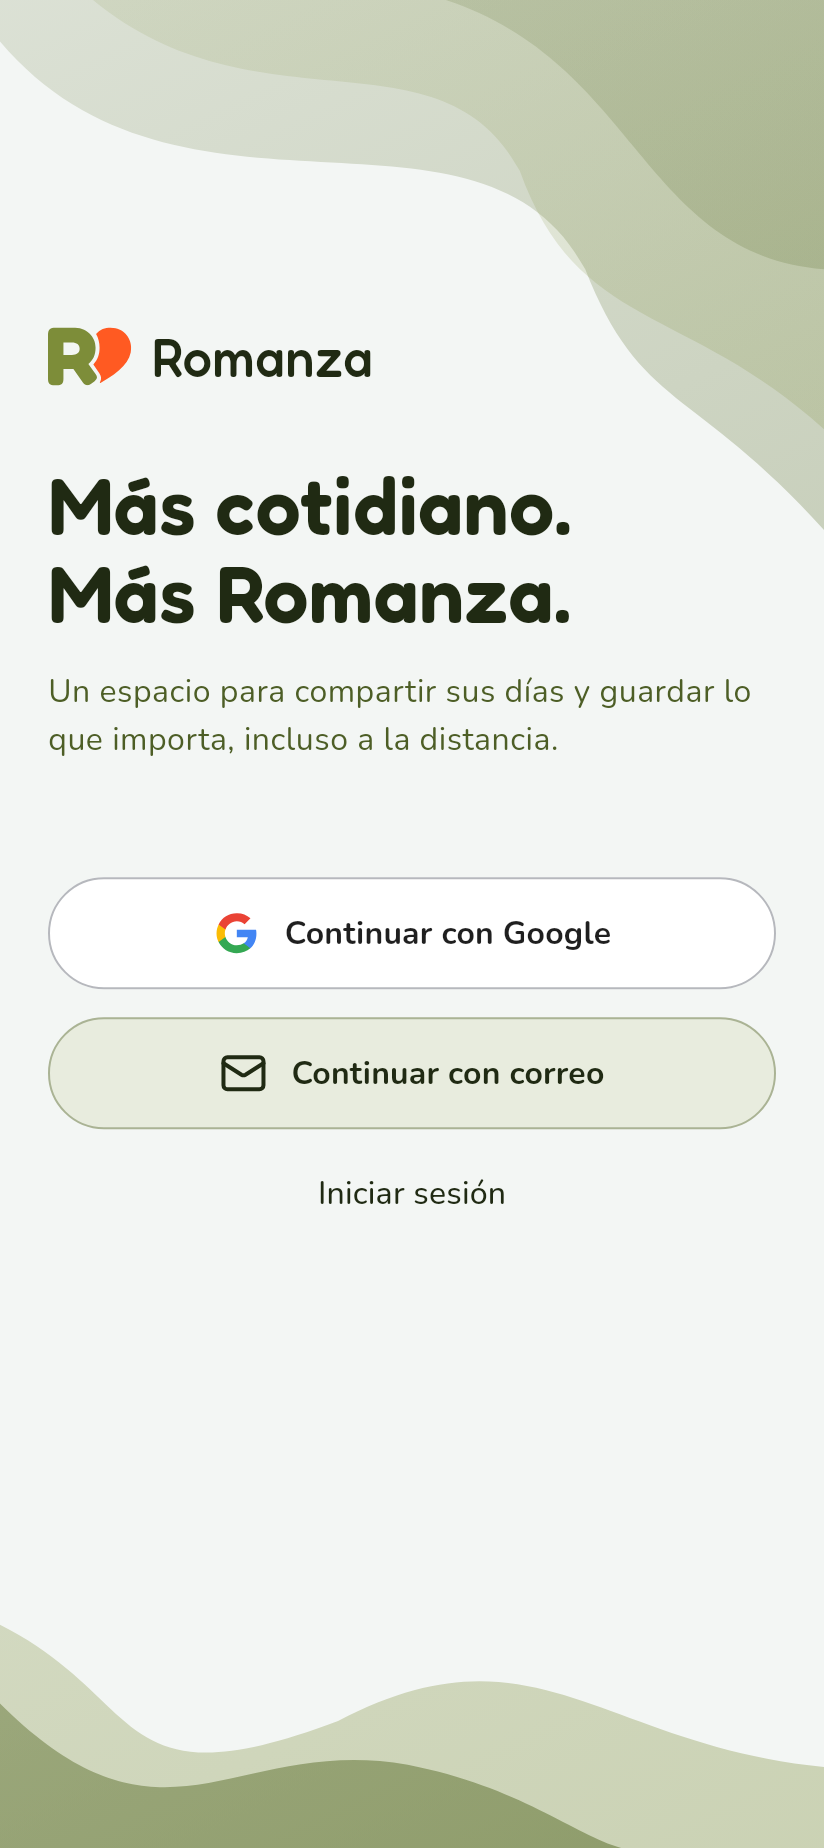 Romanza
Más cotidiano.
Más Romanza.
Un espacio para compartir sus días y guardar lo
que importa, incluso a la distancia.
Continuar con Google
Continuar con correo
Iniciar sesión